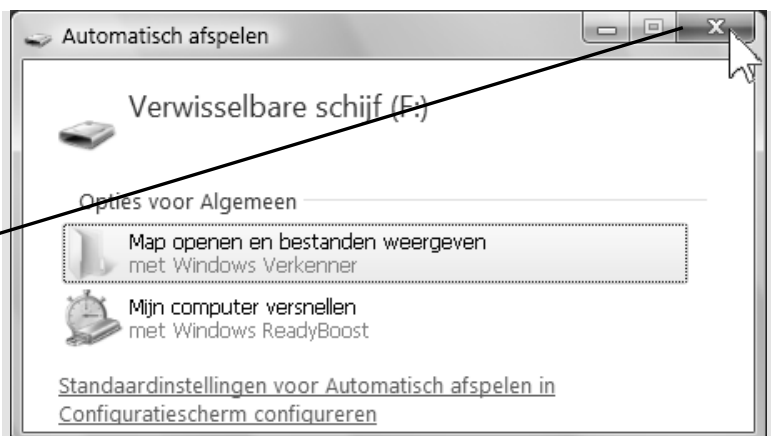 Automatisch afspelen
Verwisselbare schijf (F:)
Opties voor Algemeen
Map openen en bestanden weergeven
met Windows Verkenner
Mijn computer versnellen
met Windows ReadyBoost
Standaardinstellingen voor Automatisch afspelen in
Configuratiescherm configureren